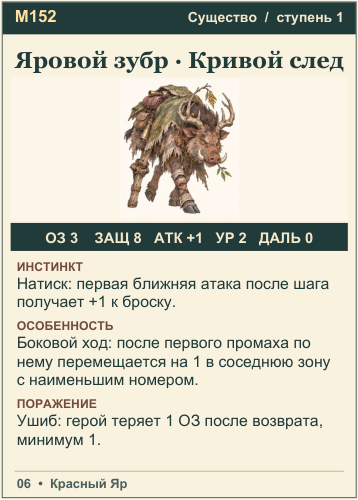 M152
Существо / ступень 1
Яровой зубр · Кривой след
ОЗ 3 ЗАЩ 8 АТК +1 УР 2 ДАЛЬ 0
ИНСТИНКТ
Натиск: первая ближняя атака после шага
получает +1 к броску.
ОСОБЕННОСТЬ
Боковой ход: после первого промаха по
нему перемещается на 1 в соседнюю зону
с наименьшим номером.
ПОРАЖЕНИЕ
Ушиб: герой теряет 1 ОЗ после возврата,
минимум 1.
06 • Красный Яр